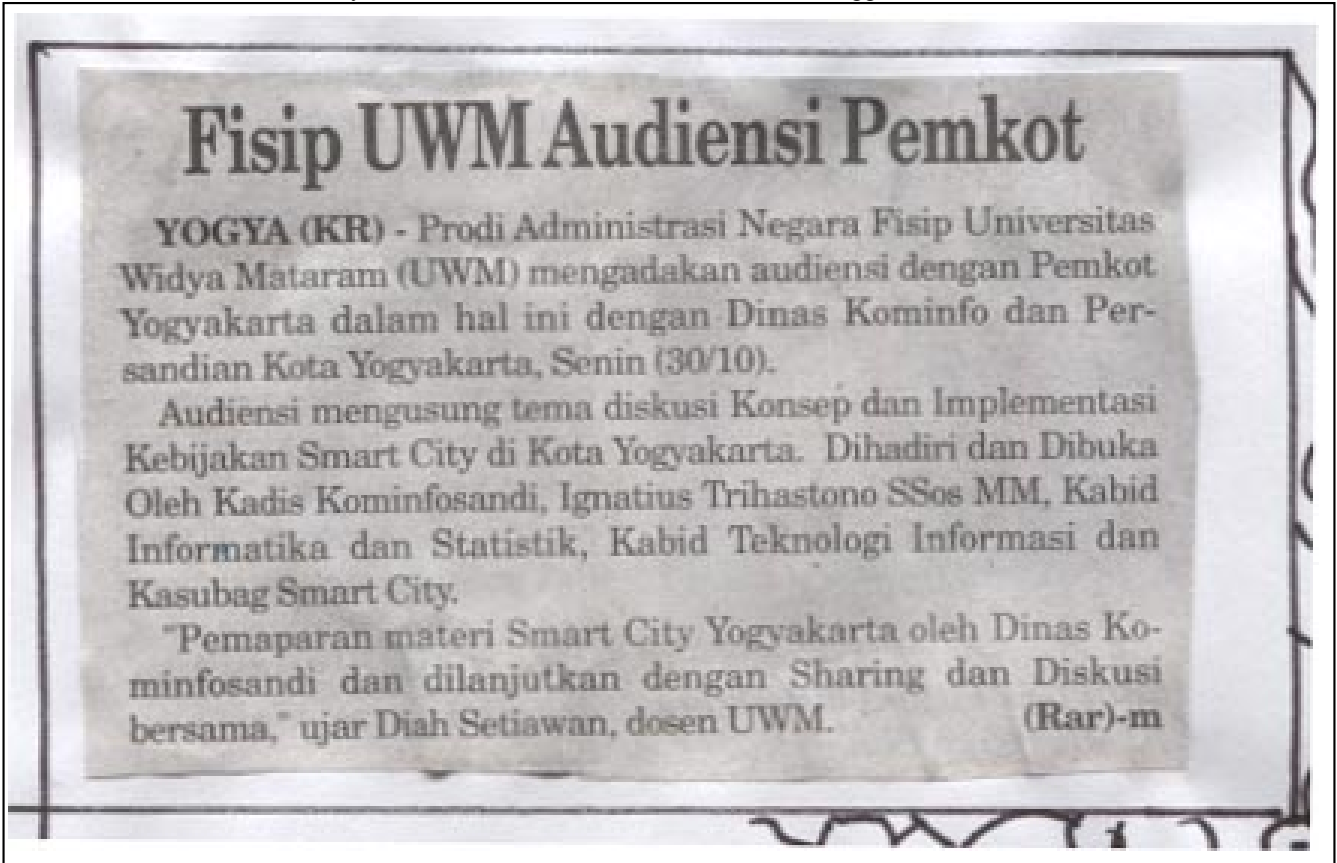 Fisip UWM Audiensi Pemkot
YOGYA (KR) - Prodi Administrasi Negara Fisip Universitas
Widya Mataram (UWM) mengadakan audiensi dengan Pemkot
Yogyakarta dalam hal ini dengan Dinas Kominfo dan Per-
sandian Kota Yogyakarta, Senin (30/10).
Audiensi mengusung tema diskusi Konsep dan Implementasi
Kebijakan Smart City di Kota Yogyakarta. Dihadiri dan Dibuka
Oleh Kadis Kominfosandi, Ignatius Trihastono SSos MM, Kabid
Informatika dan Statistik, Kabid Teknologi Informasi dan
Kasubag Smart City.
"Pemaparan materi Smart City Yogyakarta oleh Dinas Ko-
minfosandi dan dilanjutkan dengan Sharing dan Diskusi
bersama," ujar Diah Setiawan, dosen UWM. (Rar)-m